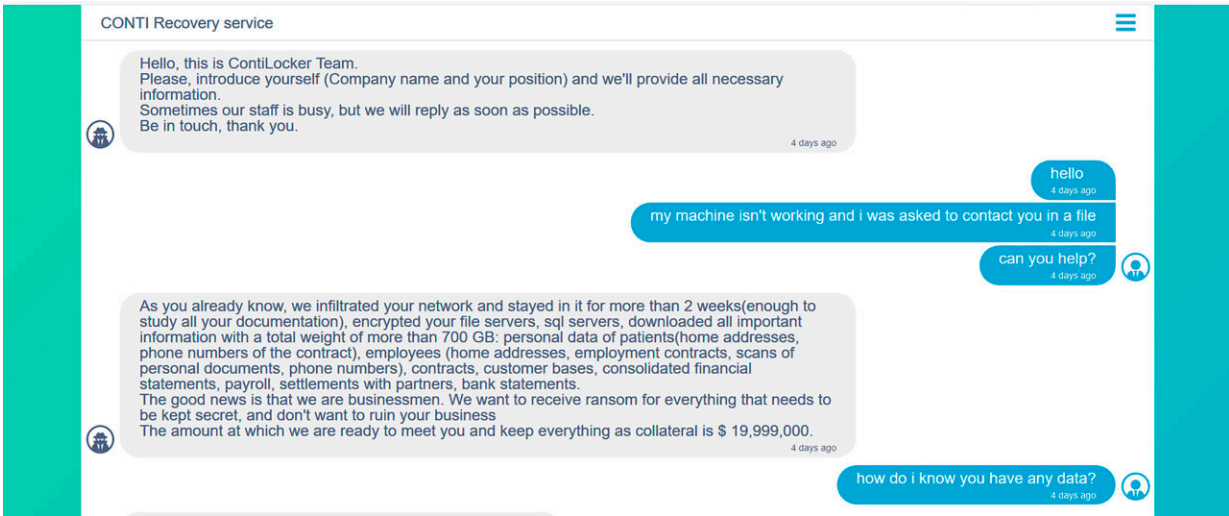 CONTI Recovery service
Hello, this is ContiLocker Team.
Please, introduce yourself (Company name and your position) and we'll provide all necessary
information.
Sometimes our staff is busy, but we will reply as soon as possible.
Be in touch, thank you.
4 days ago
hello
4 days ago
my machine isn't working and i was asked to contact you in a file
4 days ago
can you help?
4 days ago
As you already know, we infiltrated your network and stayed in it for more than 2 weeks(enough to
study all your documentation), encrypted your file servers, sql servers, downloaded all important
information with a total weight of more than 700 GB: personal data of patients(home addresses,
phone numbers of the contract), employees (home addresses, employment contracts, scans of
personal documents, phone numbers), contracts, customer bases, consolidated financial
statements, payroll, settlements with partners, bank statements.
The good news is that we are businessmen. We want to receive ransom for everything that needs to
be kept secret, and don't want to ruin your business
The amount at which we are ready to meet you and keep everything as collateral is $ 19,999,000.
4 days ago
how do i know you have any data?
4 days ago